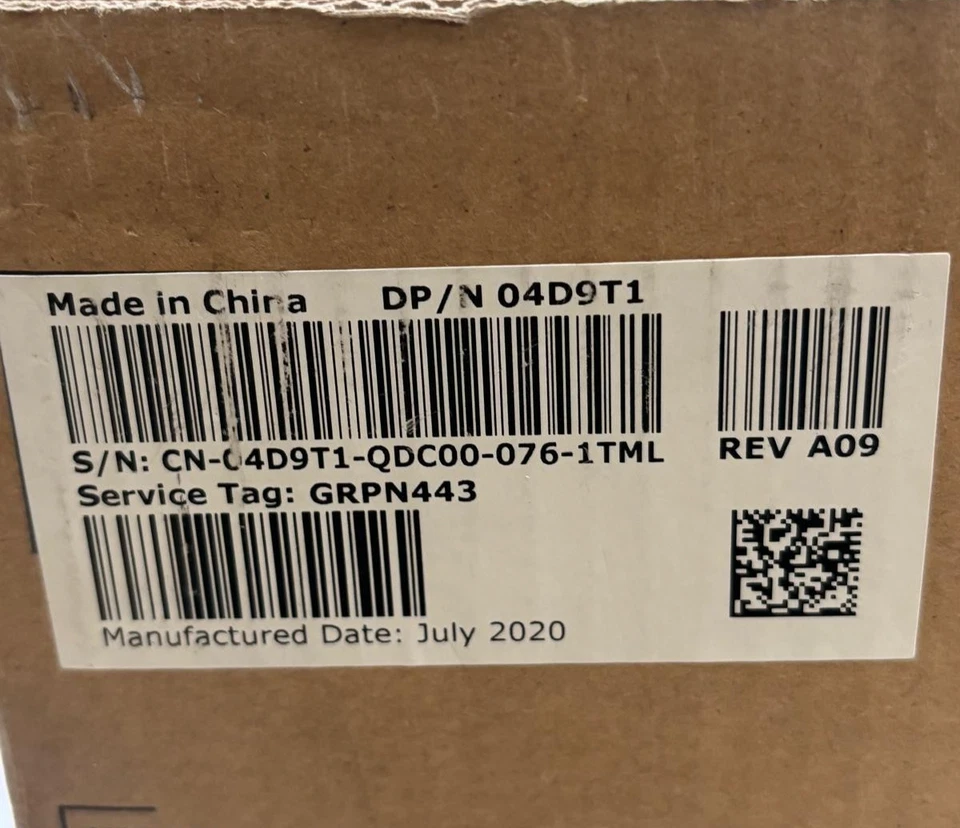 Made in China DP/N 04D9T1
S/N: CN-04D9T1-QDC00-076-1TML REV A09
Service Tag: GRPN443
Manufactured Date: July 2020